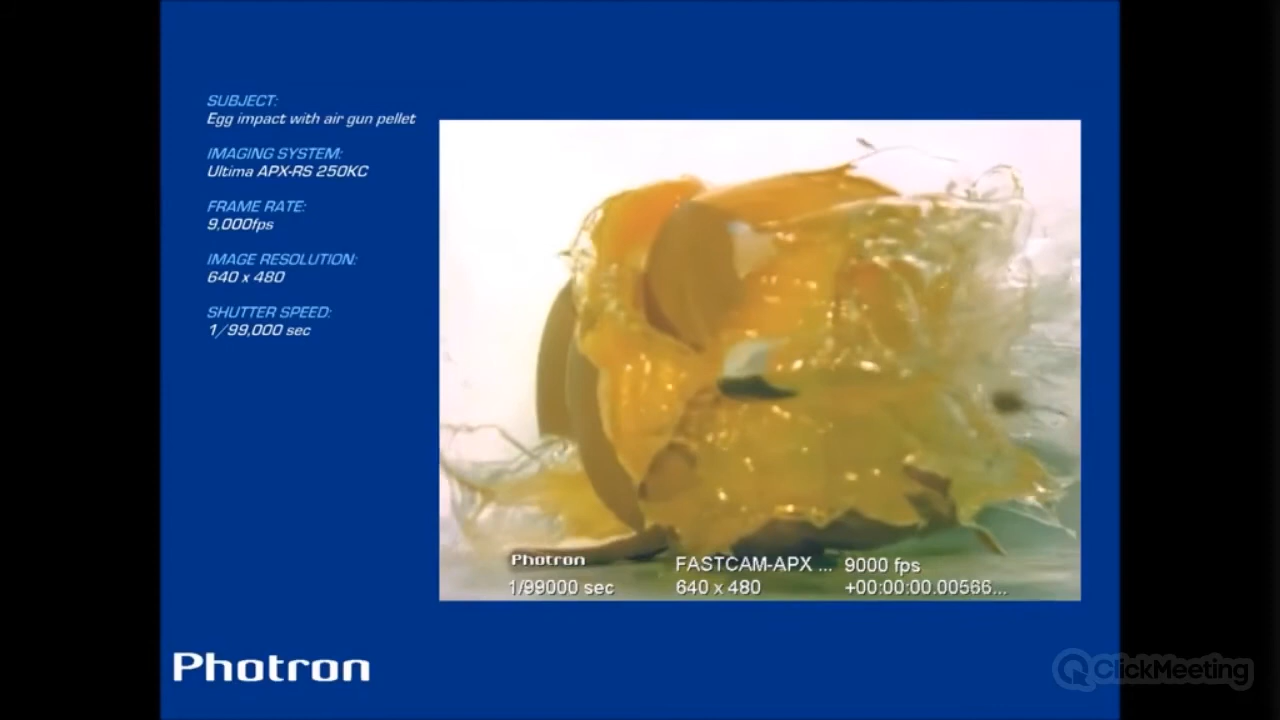 SUBJECT:
Egg impact with air gun pellet
IMAGING SYSTEM:
Ultima APX-RS 250KC
FRAME RATE:
9,000fps
IMAGE RESOLUTION:
640 x 480
SHUTTER SPEED:
1/99,000 sec
Photron FASTCAM-APX ... 9000 fps
1/99000 sec 640 x 480 +00:00:00.00566...
Photron
ClickMeeting